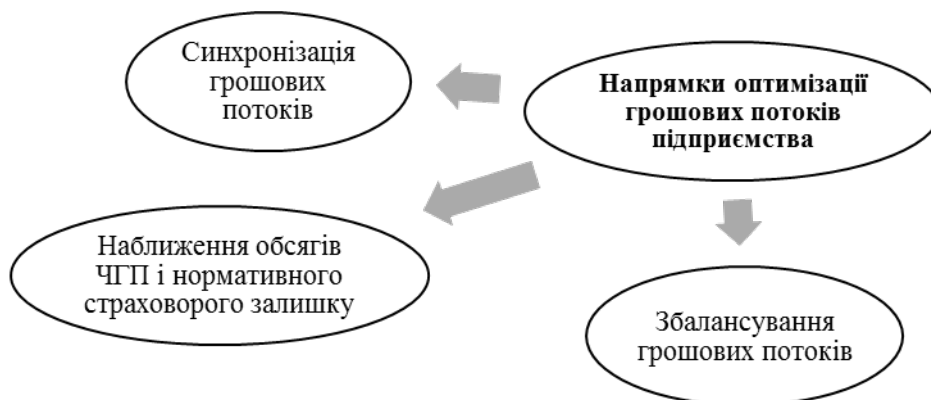 Синхронізація
грошових
потоків
Напрямки оптимізації
грошових потоків
підприємства
Наближення обсягів
ЧГП і нормативного
страховорого залишку
Збалансування
грошових потоків